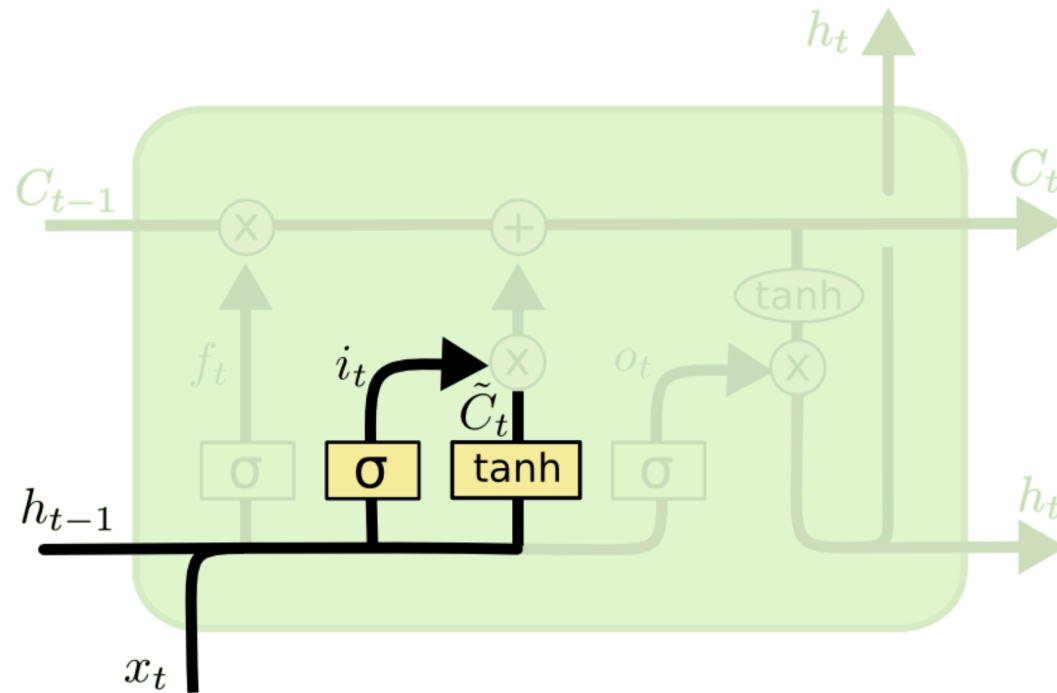 h_t
C_{t-1}
C_t
x
+
tanh
f_t
i_t
x
o_t
x
C̃_t
σ
σ
tanh
σ
h_{t-1}
h_t
x_t